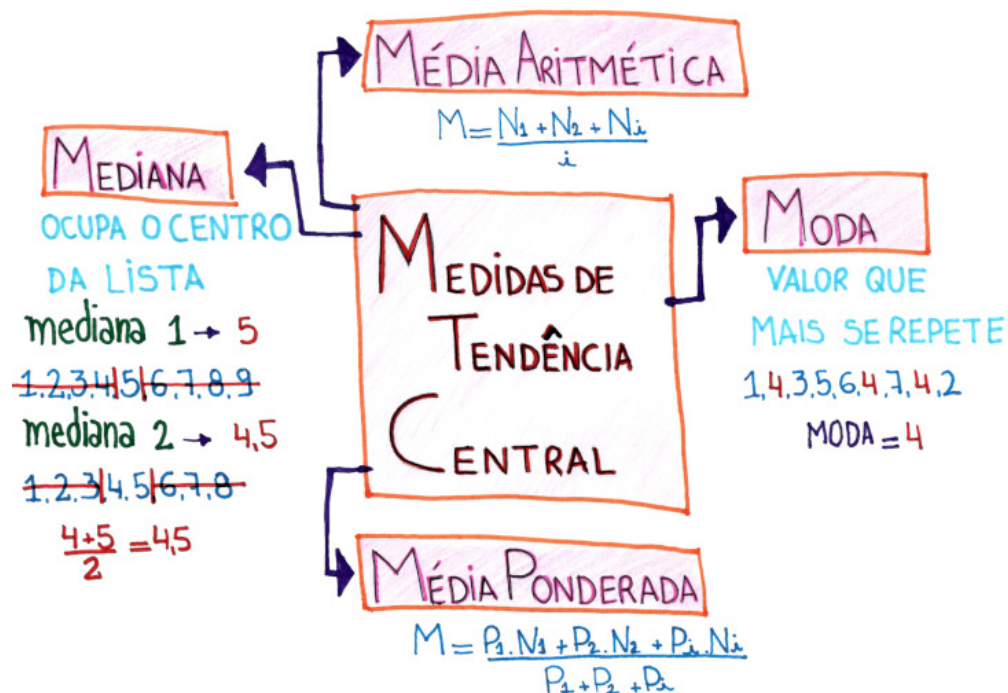 MÉDIA ARITMÉTICA
M = N₁ + N₂ + Nᵢ / i
MEDIANA
OCUPA O CENTRO
DA LISTA
mediana 1 → 5
1,2,3,4|5|6,7,8,9
mediana 2 → 4,5
1,2,3|4,5|6,7,8
4+5 / 2 = 4,5
MEDIDAS DE
TENDÊNCIA
CENTRAL
MODA
VALOR QUE
MAIS SE REPETE
1,4,3,5,6,4,7,4,2
MODA = 4
MÉDIA PONDERADA
M = P₁.N₁ + P₂.N₂ + Pᵢ.Nᵢ / P₁ + P₂ + Pᵢ